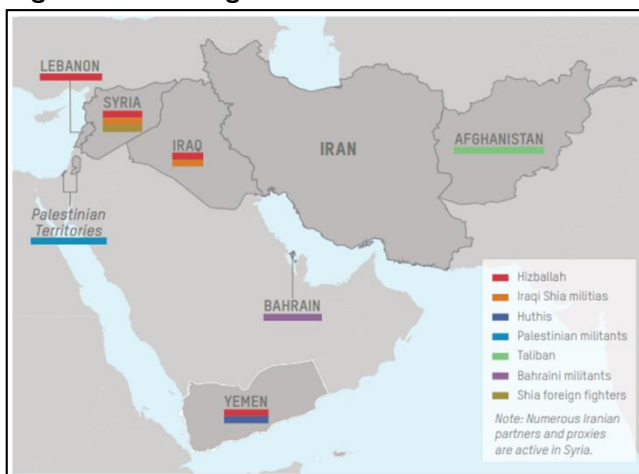 LEBANON
SYRIA
IRAQ
IRAN
AFGHANISTAN
Palestinian
Territories
BAHRAIN
YEMEN
Hizballah
Iraqi Shia militias
Huthis
Palestinian militants
Taliban
Bahraini militants
Shia foreign fighters
Note: Numerous Iranian
partners and proxies
are active in Syria.